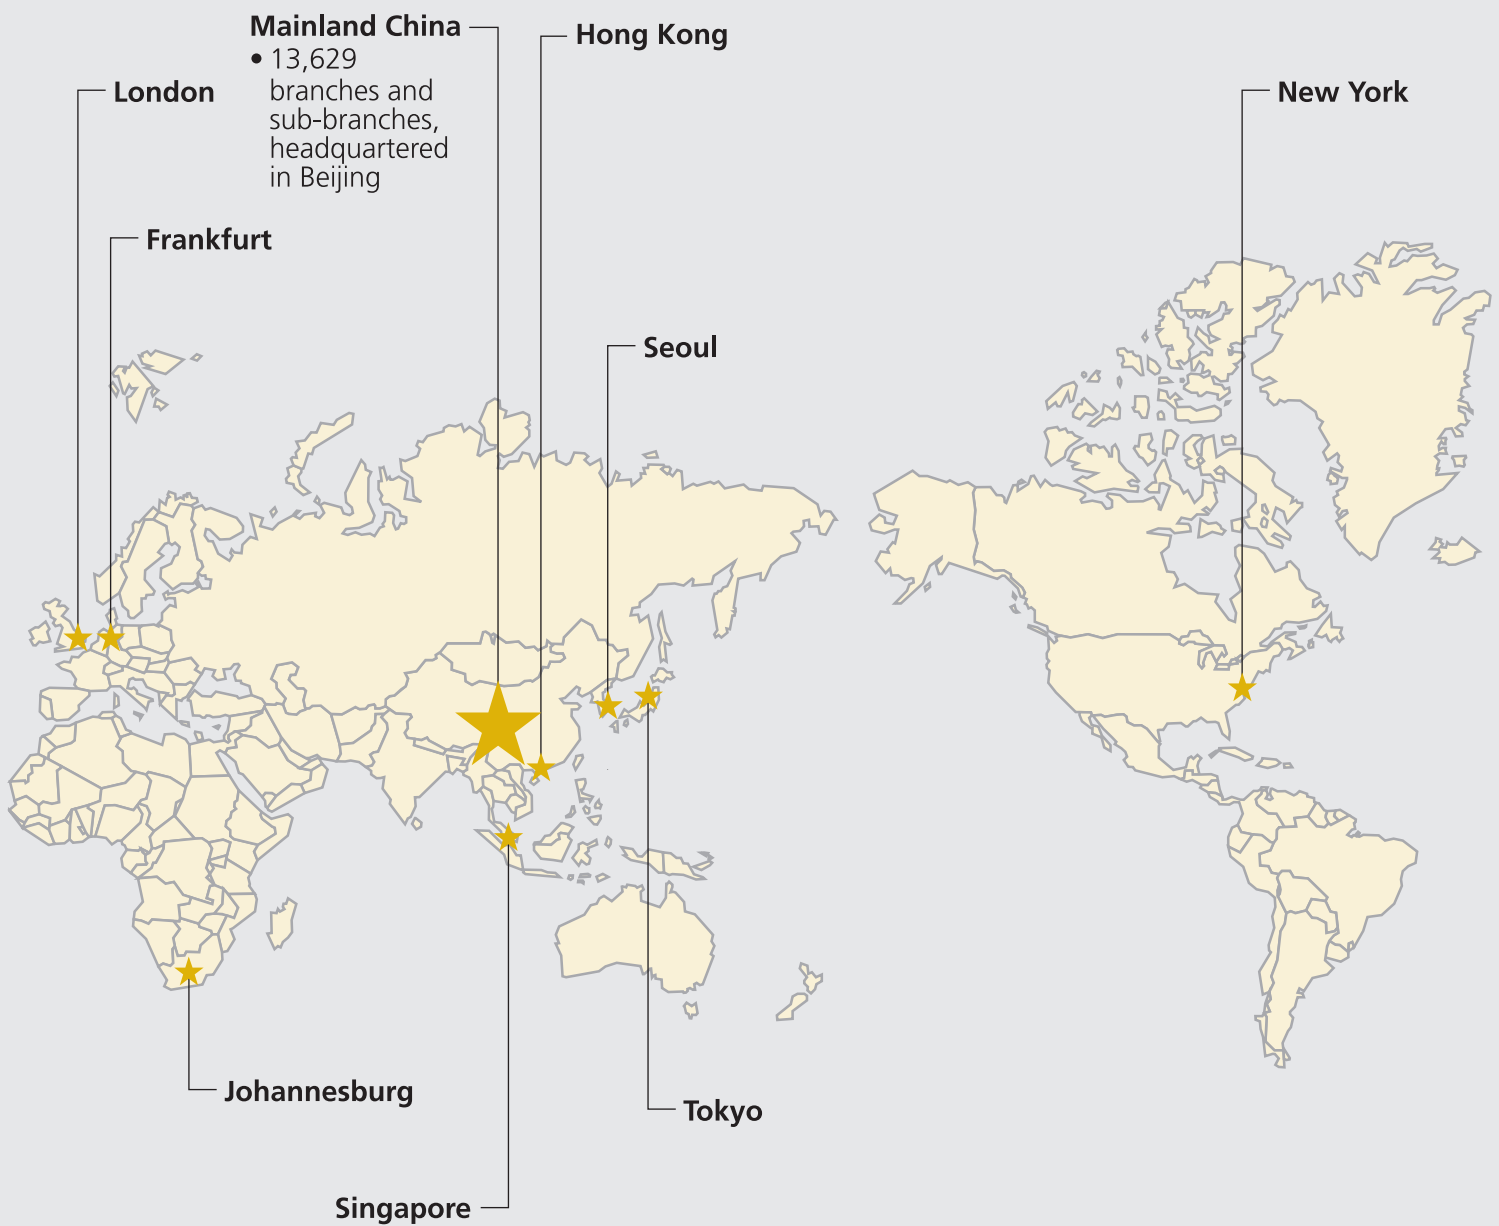 Mainland China
• 13,629
branches and
sub-branches,
headquartered
in Beijing
Hong Kong
London
New York
Frankfurt
Seoul
Johannesburg
Tokyo
Singapore